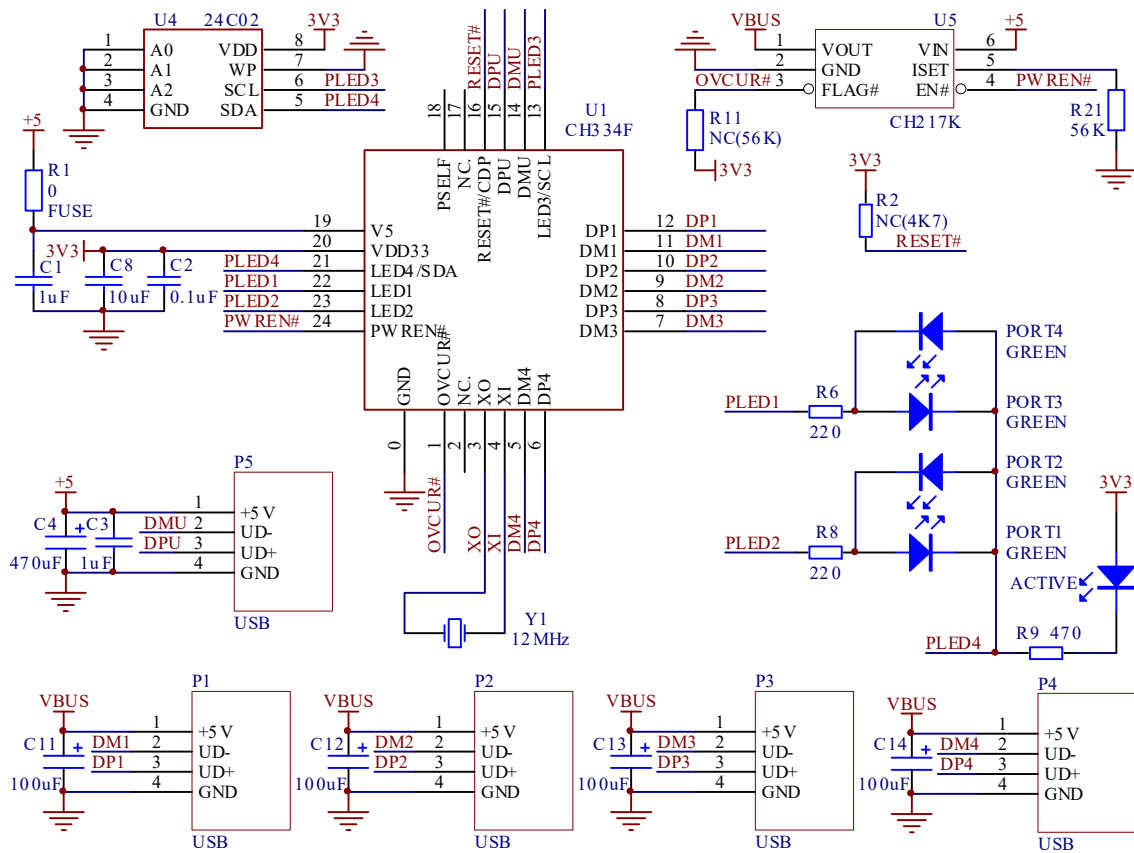 U4 24C02
1 A0 VDD 8 3V3
2 A1 WP 7
3 A2 SCL 6 PLED3
4 GND SDA 5 PLED4
RESET# DPU DMU PLED3
18 17 16 15 14 13
U1
CH334F
PSELF NC. RESET#/CDP DPU DMU LED3/SCL
VBUS U5 +5
1 VOUT VIN 6
2 GND ISET 5
OVCUR# 3 FLAG# EN# 4 PWREN#
CH217K
R11
NC(56K)
3V3
R21
56K
3V3
R2
NC(4K7)
RESET#
+5
R1
0
FUSE
19 V5
3V3 20 VDD33
PLED4 21 LED4/SDA
PLED1 22 LED1
PLED2 23 LED2
PWREN# 24 PWREN#
C1
1uF
C8
10uF
C2
0.1uF
DP1 12 DP1
DM1 11 DM1
DP2 10 DP2
DM2 9 DM2
DP3 8 DP3
DM3 7 DM3
GND OVCUR# NC. XO XI DM4 DP4
0 1 2 3 4 5 6
OVCUR# XO XI DM4 DP4
Y1
12MHz
PORT4
GREEN
PLED1 R6
220
PORT3
GREEN
PORT2
GREEN
PLED2 R8
220
PORT1
GREEN
3V3
ACTIVE
PLED4 R9 470
P5
+5
1 +5V
DMU 2 UD-
DPU 3 UD+
4 GND
C4 +
470uF
C3
1uF
USB
P1
VBUS
1 +5V
C11 + DM1 2 UD-
DP1 3 UD+
100uF 4 GND
USB
P2
VBUS
1 +5V
C12 + DM2 2 UD-
DP2 3 UD+
100uF 4 GND
USB
P3
VBUS
1 +5V
C13 + DM3 2 UD-
DP3 3 UD+
100uF 4 GND
USB
P4
VBUS
1 +5V
C14 + DM4 2 UD-
DP4 3 UD+
100uF 4 GND
USB